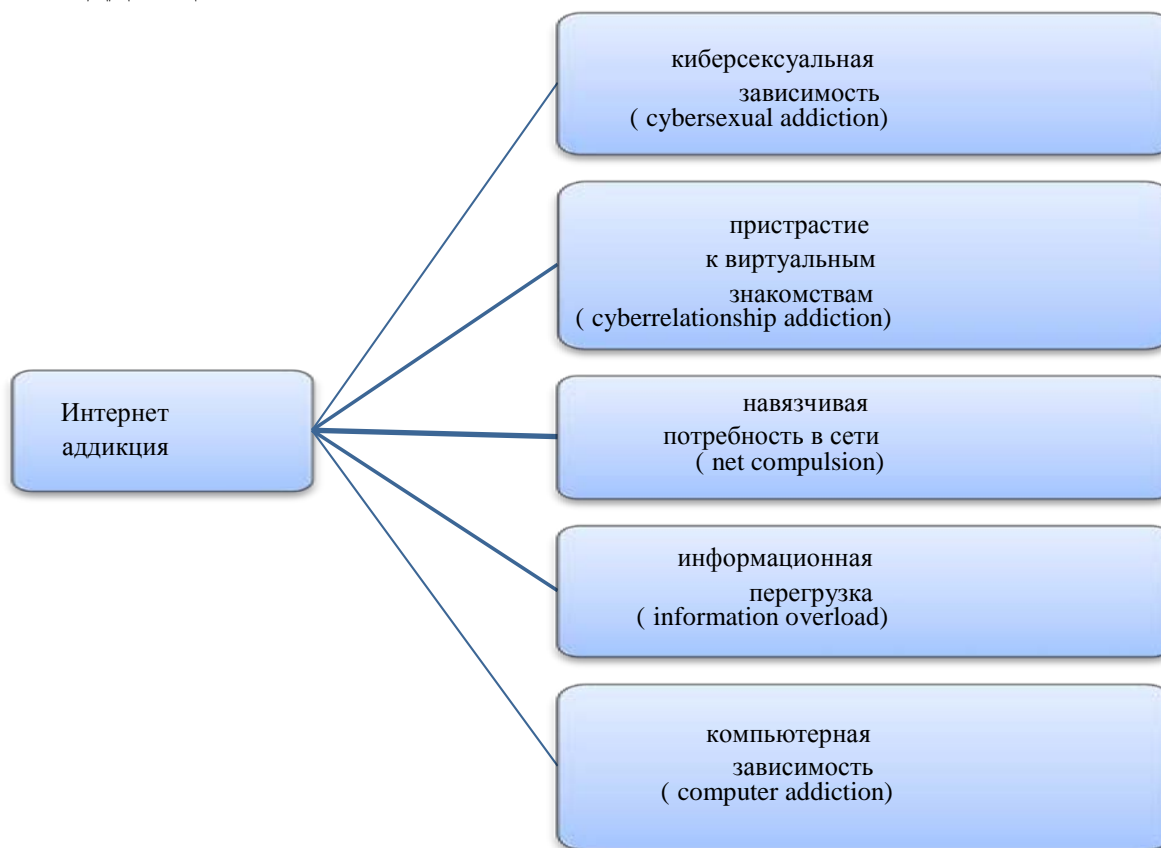 киберсексуальная
зависимость
( cybersexual addiction)
пристрастие
к виртуальным
знакомствам
( cyberrelationship addiction)
Интернет
аддикция
навязчивая
потребность в сети
( net compulsion)
информационная
перегрузка
( information overload)
компьютерная
зависимость
( computer addiction)